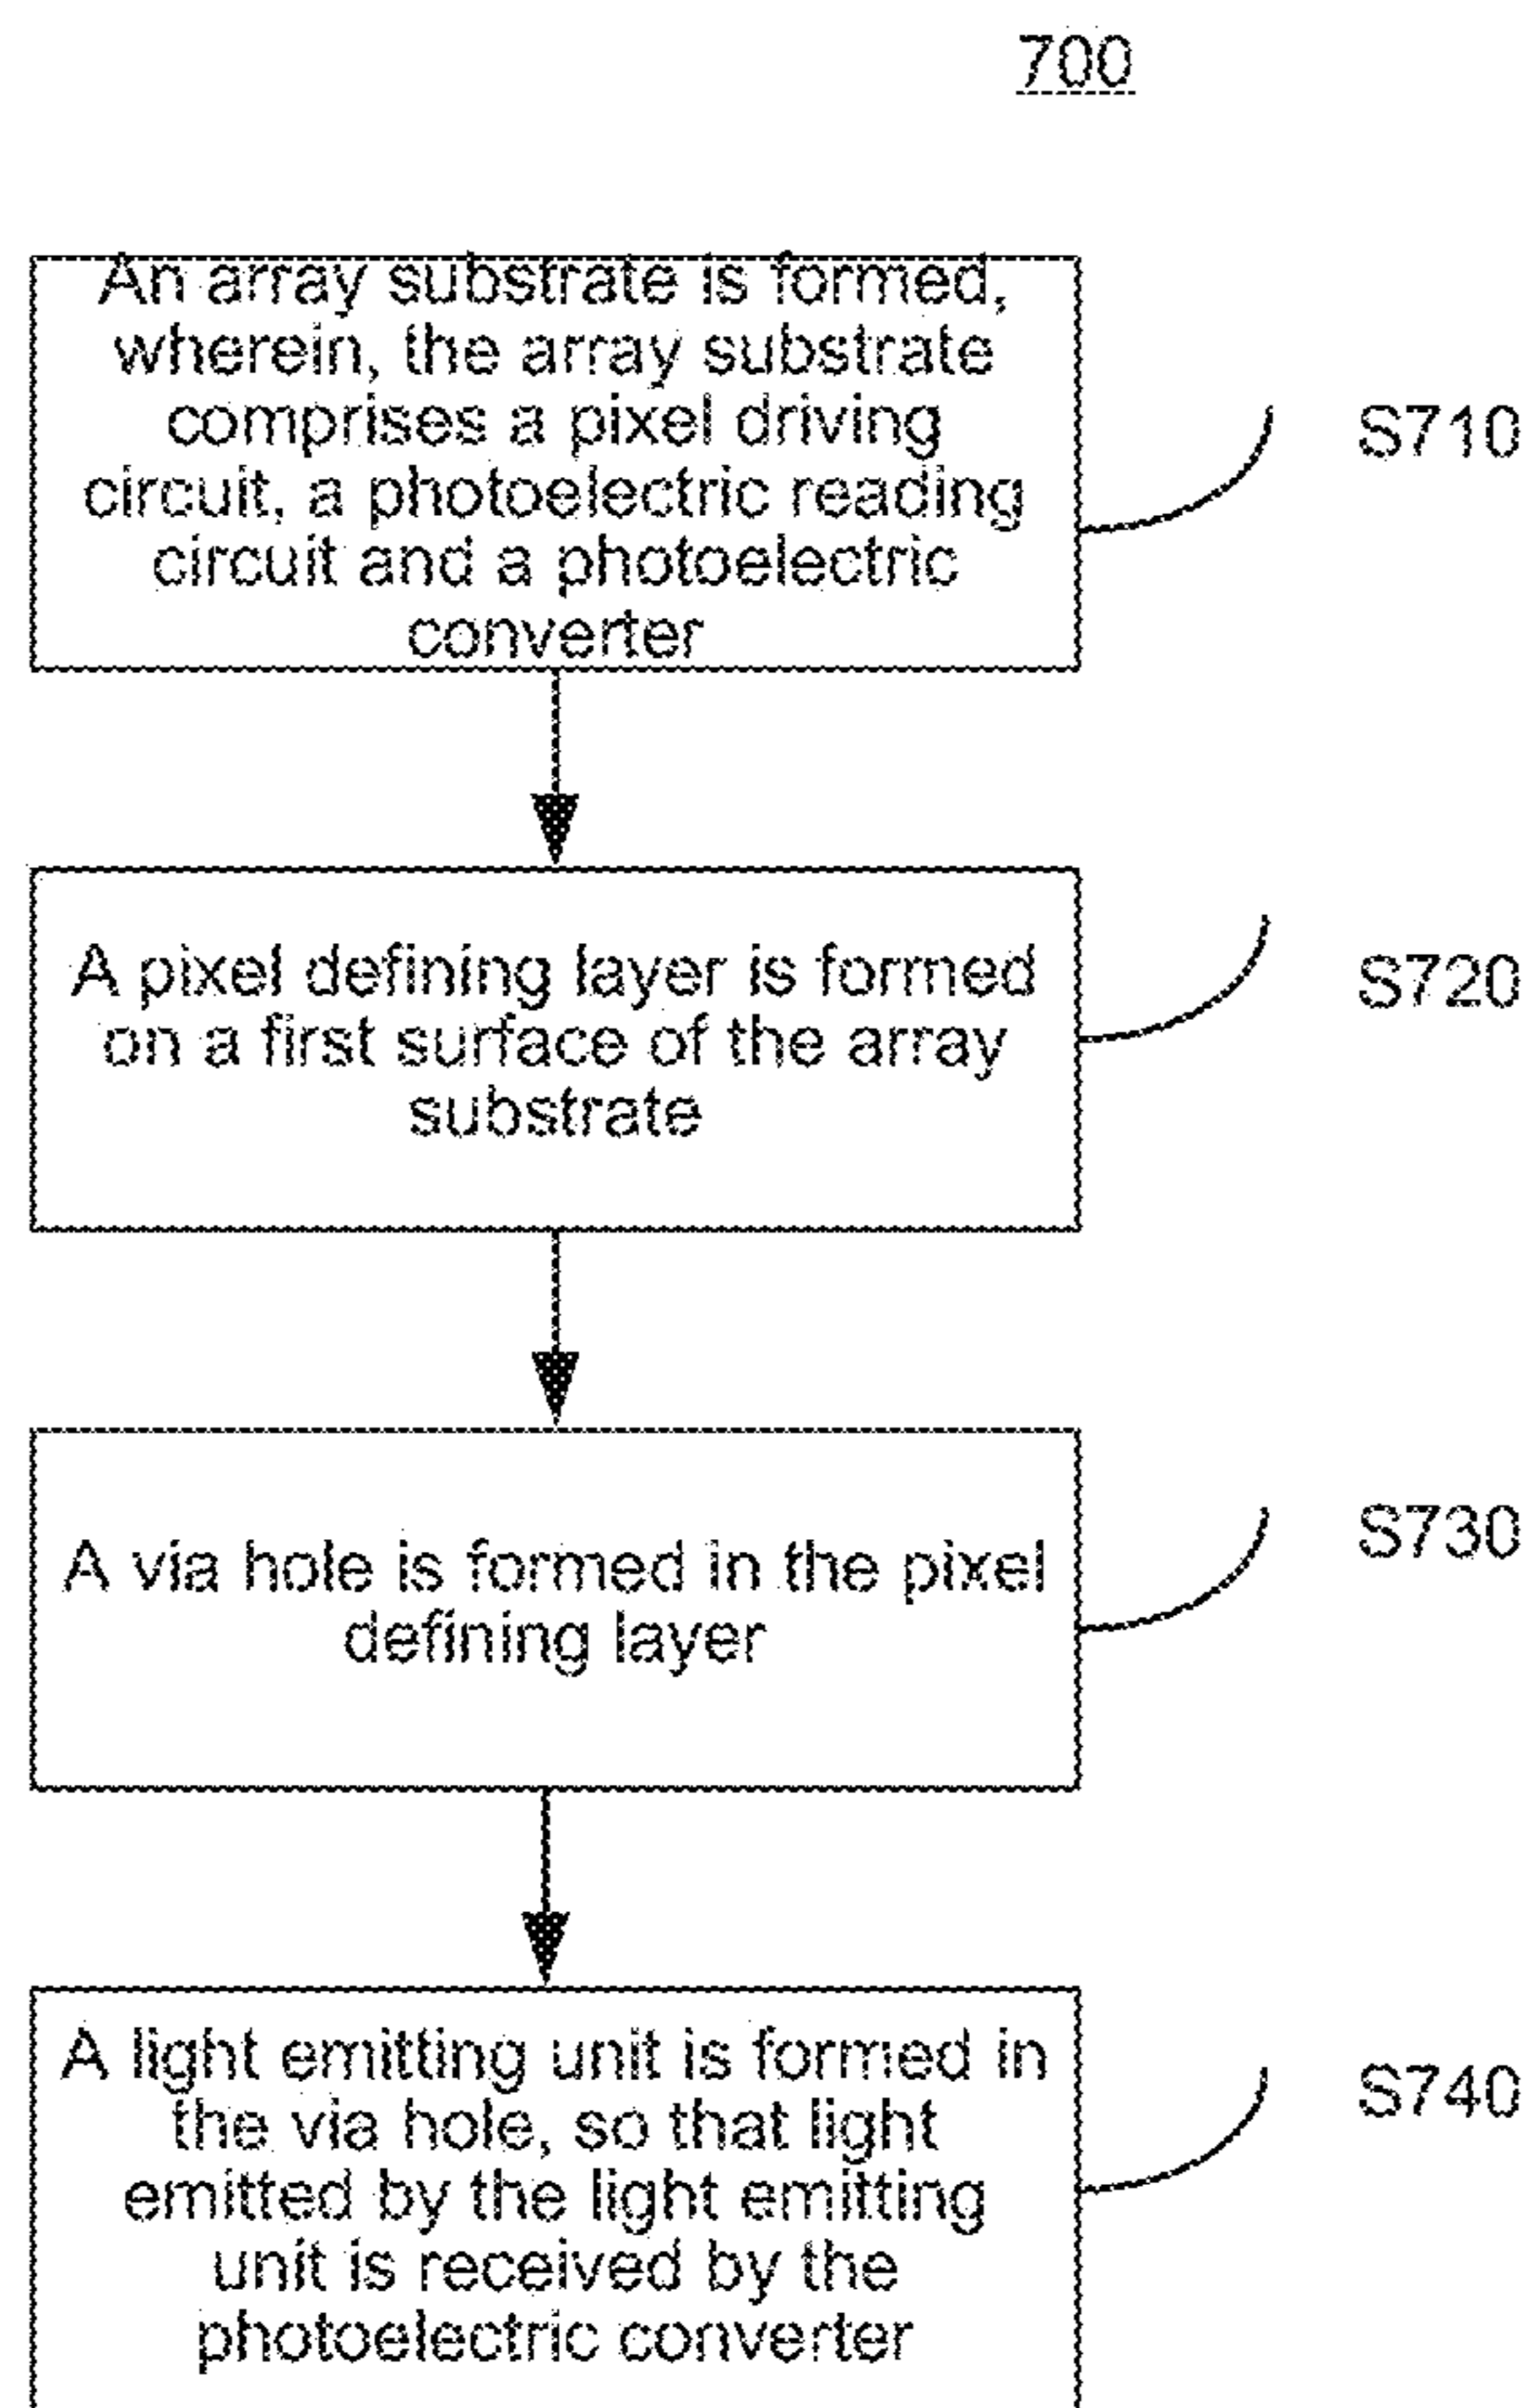 700
An array substrate is formed,
wherein, the array substrate
comprises a pixel driving
circuit, a photoelectric reading
circuit and a photoelectric
converter
S710
A pixel defining layer is formed
on a first surface of the array
substrate
S720
A via hole is formed in the pixel
defining layer
S730
A light emitting unit is formed in
the via hole, so that light
emitted by the light emitting
unit is received by the
photoelectric converter
S740